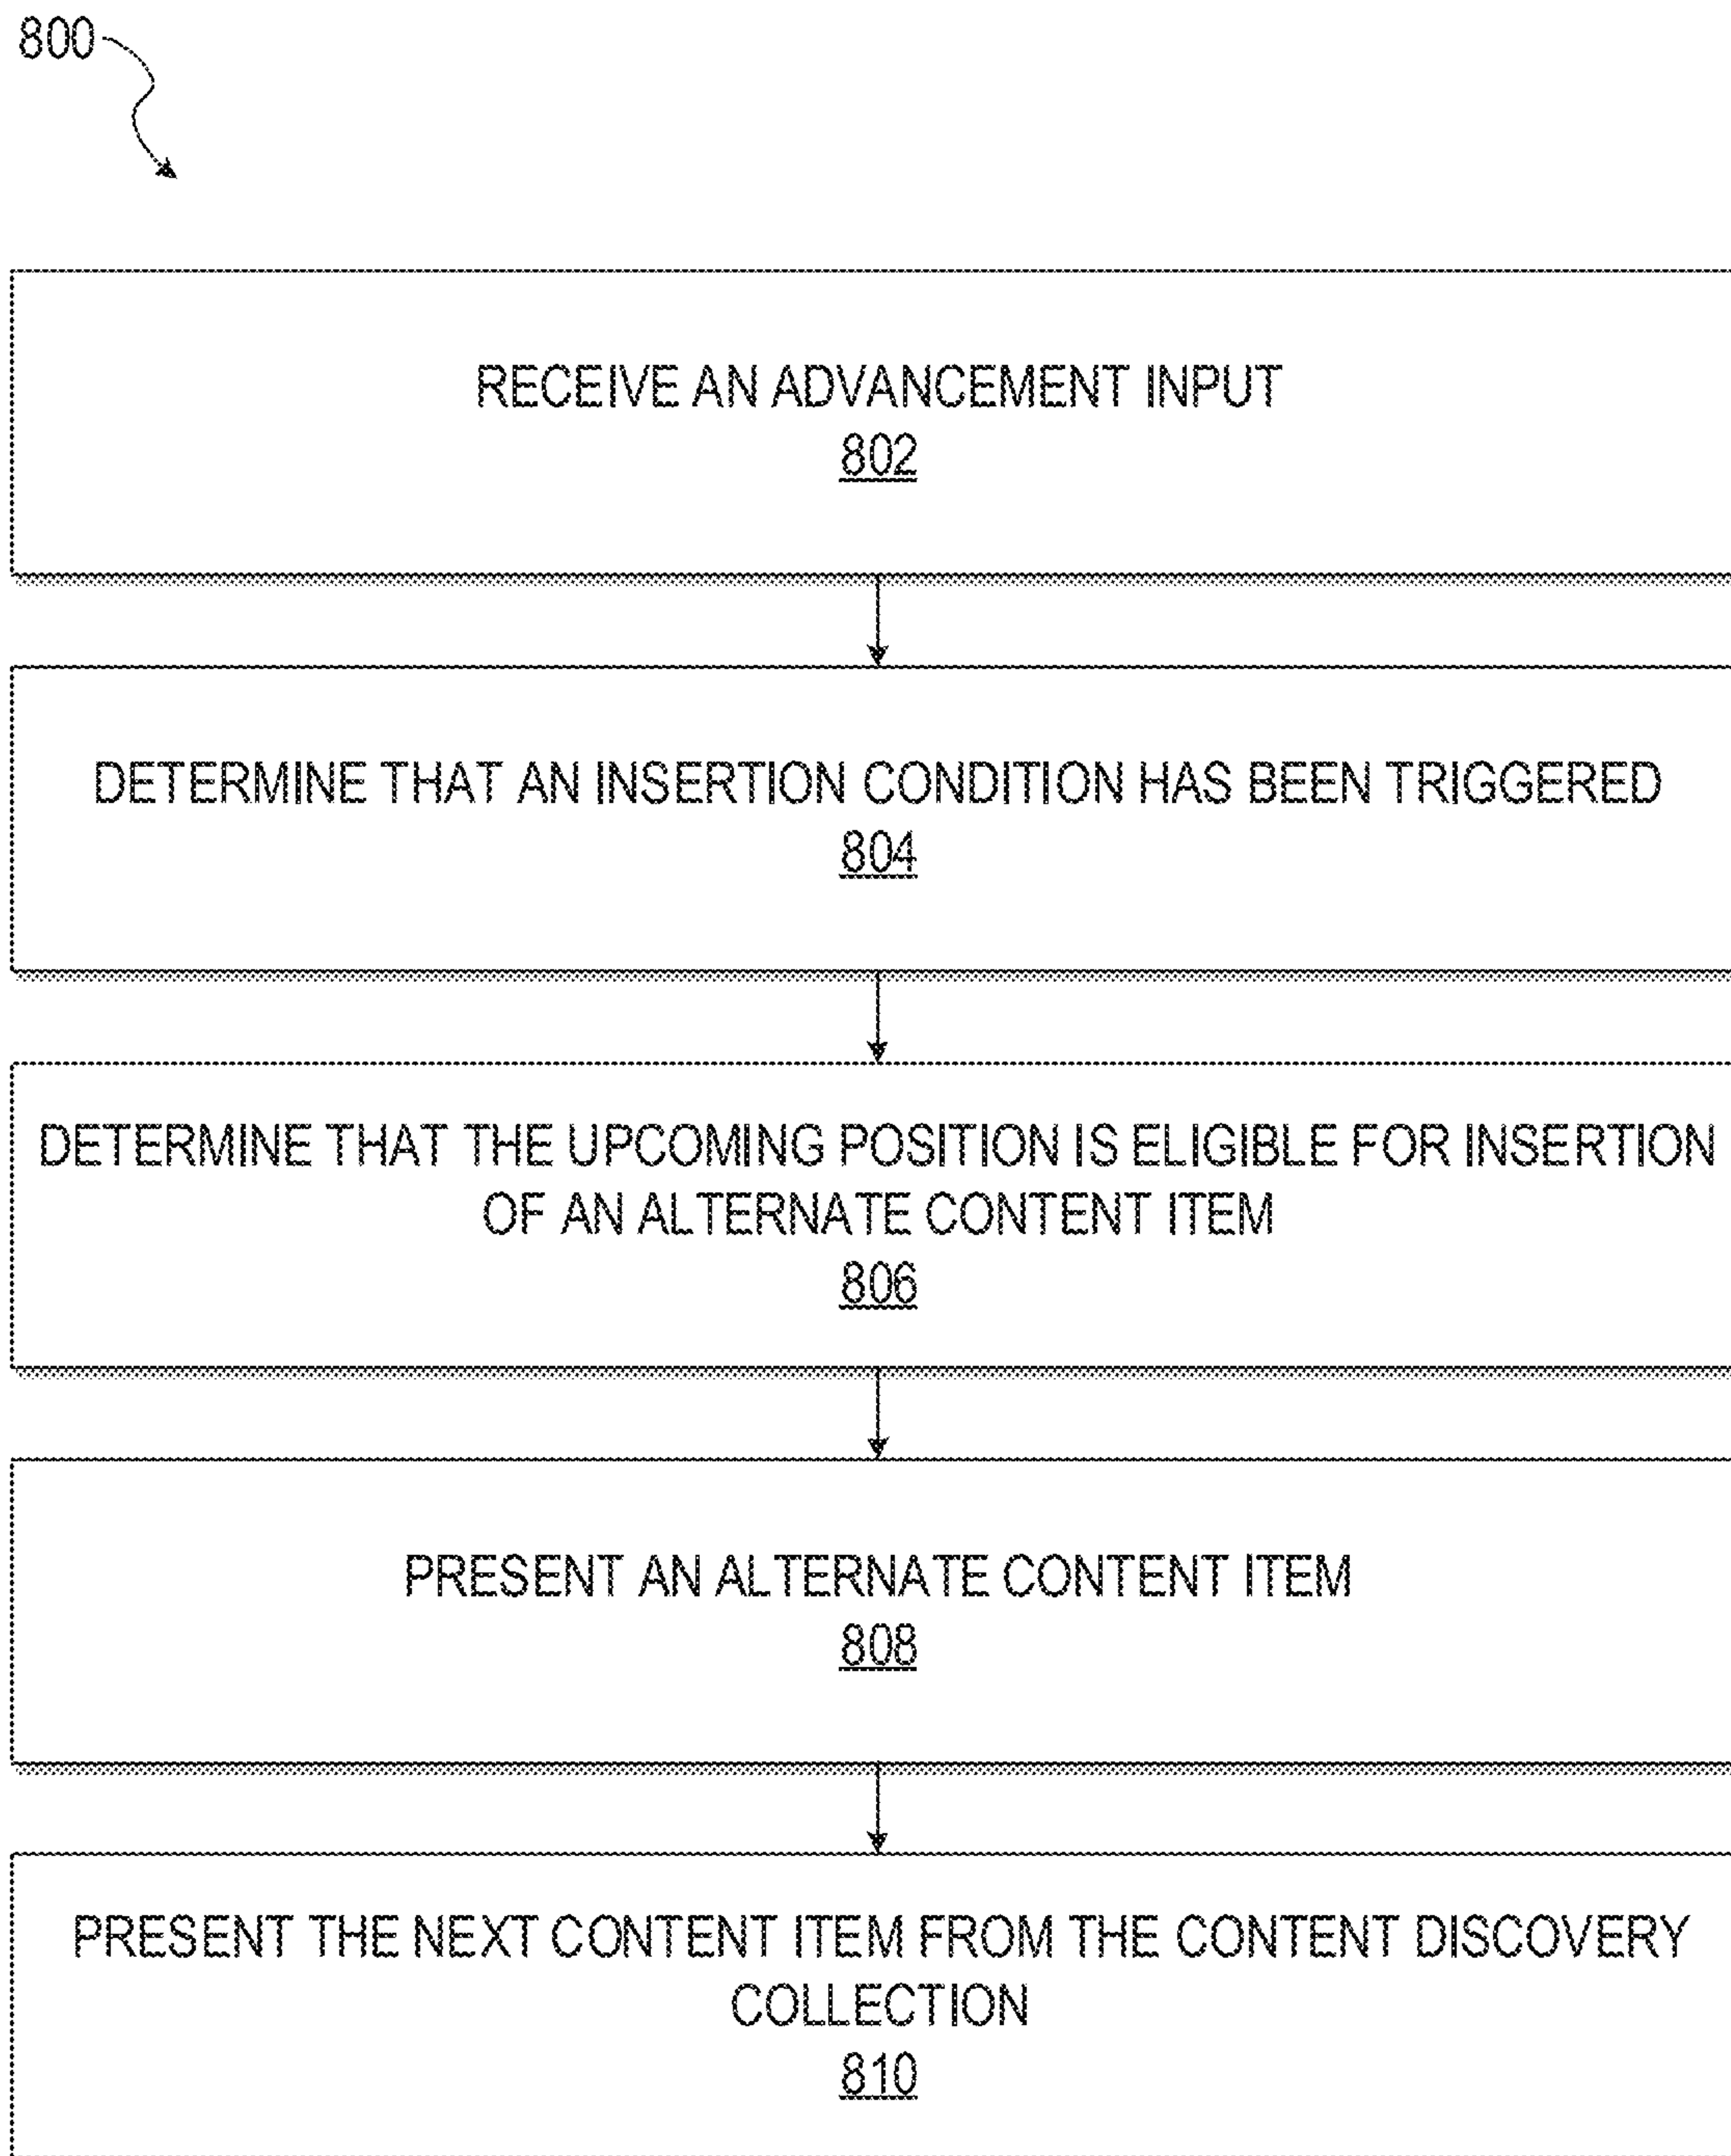 800
RECEIVE AN ADVANCEMENT INPUT
802
DETERMINE THAT AN INSERTION CONDITION HAS BEEN TRIGGERED
804
DETERMINE THAT THE UPCOMING POSITION IS ELIGIBLE FOR INSERTION
OF AN ALTERNATE CONTENT ITEM
806
PRESENT AN ALTERNATE CONTENT ITEM
808
PRESENT THE NEXT CONTENT ITEM FROM THE CONTENT DISCOVERY
COLLECTION
810